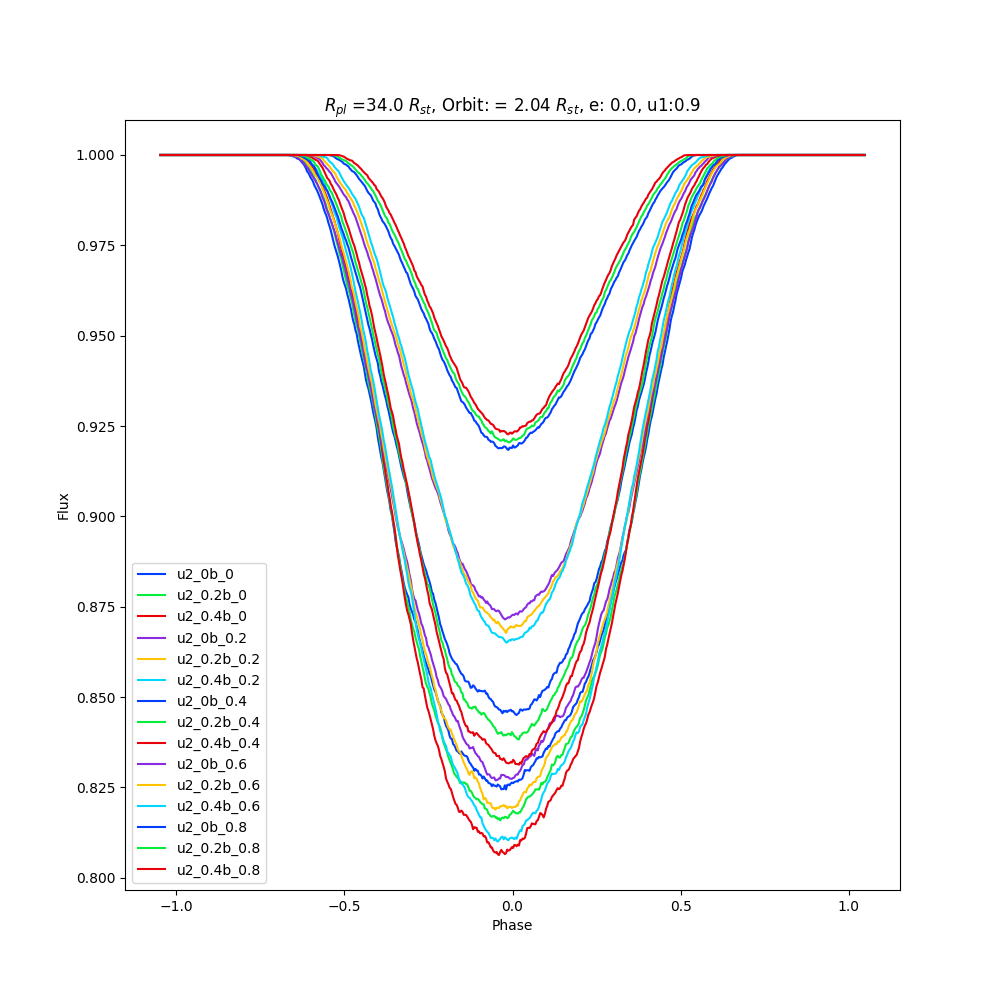 R_pl =34.0 R_st, Orbit: = 2.04 R_st, e: 0.0, u1:0.9
1.000
0.975
0.950
0.925
0.900
0.875
0.850
0.825
0.800
Flux
u2_0b_0
u2_0.2b_0
u2_0.4b_0
u2_0b_0.2
u2_0.2b_0.2
u2_0.4b_0.2
u2_0b_0.4
u2_0.2b_0.4
u2_0.4b_0.4
u2_0b_0.6
u2_0.2b_0.6
u2_0.4b_0.6
u2_0b_0.8
u2_0.2b_0.8
u2_0.4b_0.8
−1.0 −0.5 0.0 0.5 1.0
Phase